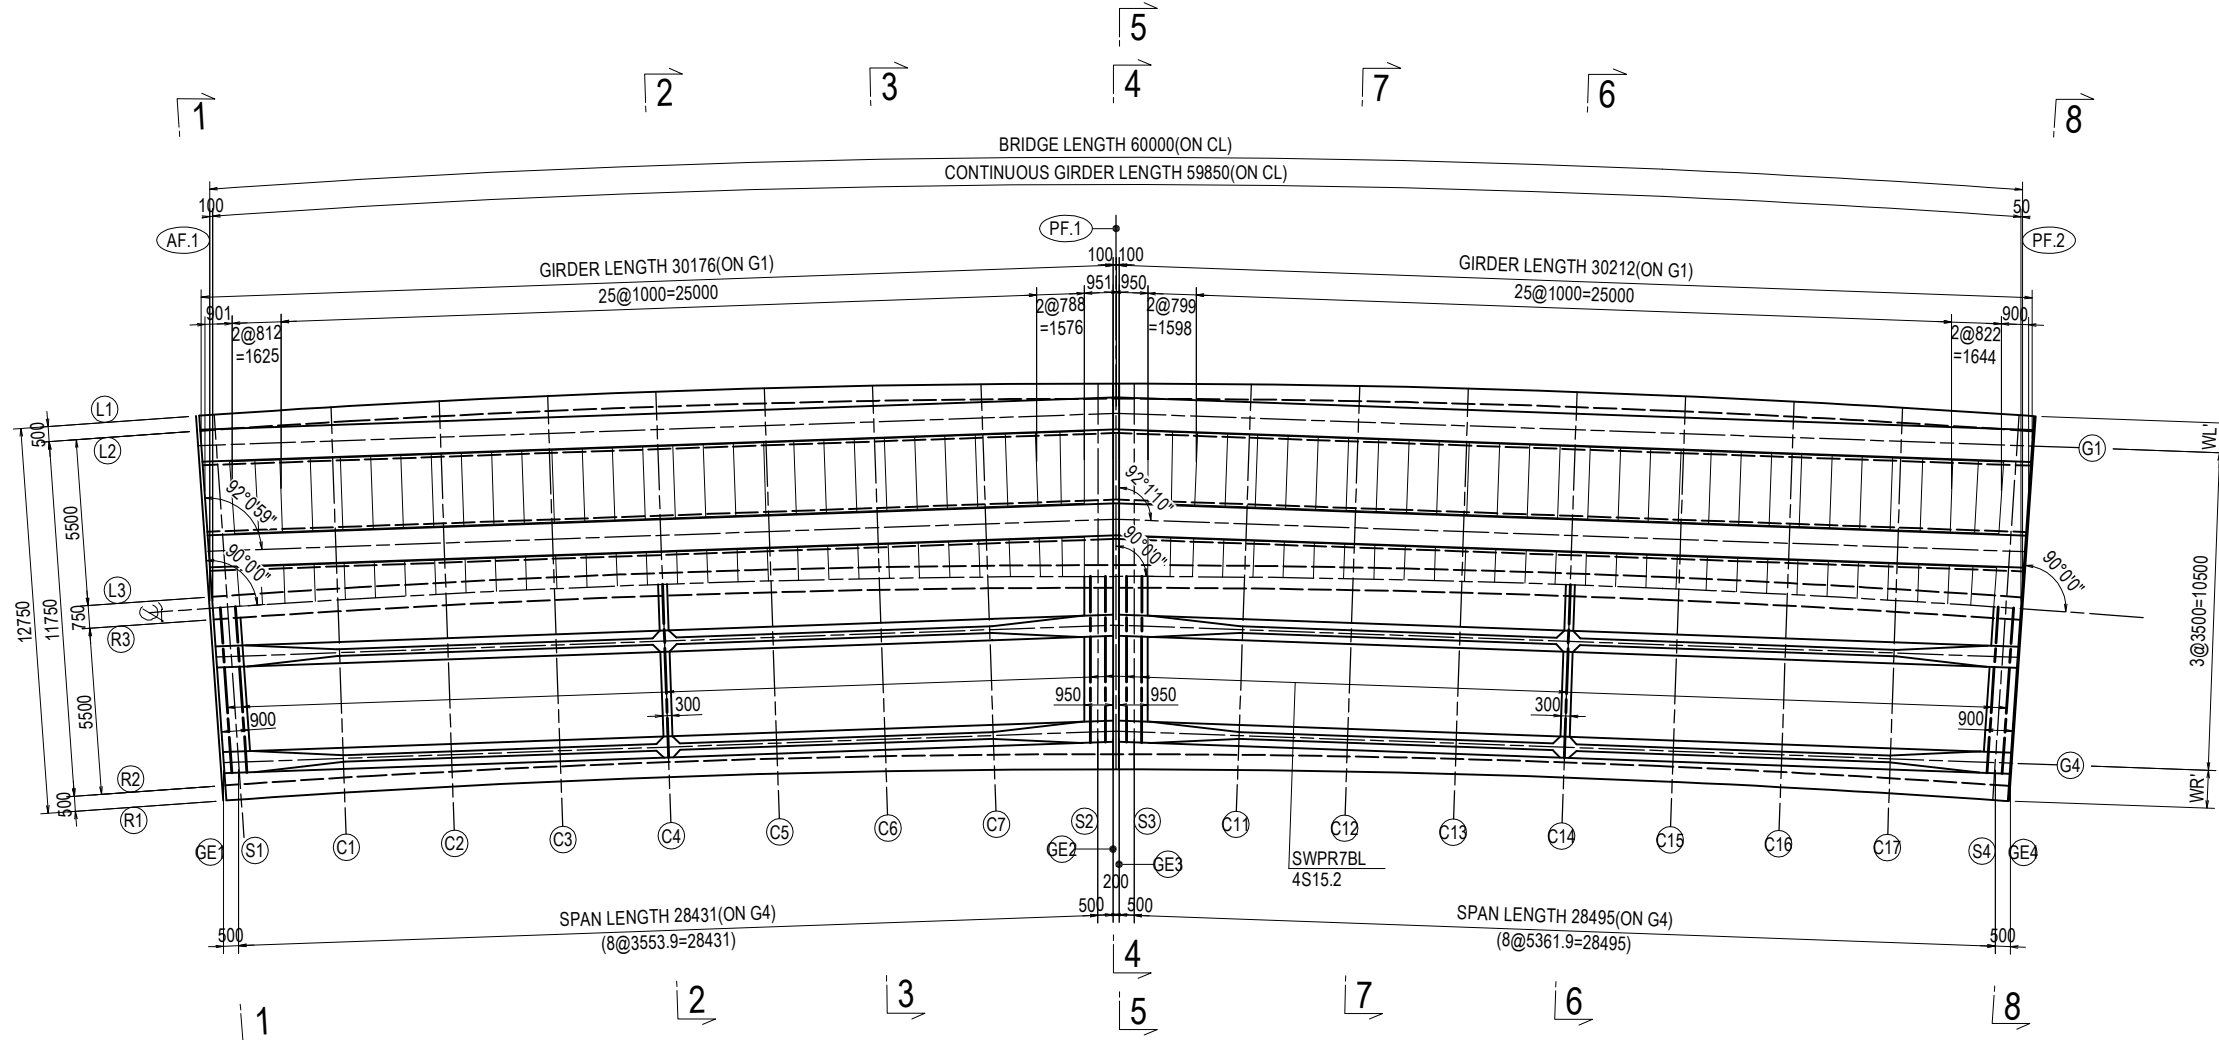 5
1
2
3
4
7
6
8
BRIDGE LENGTH 60000(ON CL)
CONTINUOUS GIRDER LENGTH 59850(ON CL)
100
50
AF.1
PF.1
PF.2
GIRDER LENGTH 30176(ON G1)
100
100
GIRDER LENGTH 30212(ON G1)
25@1000=25000
951
950
25@1000=25000
901
2@812
=1625
2@788
=1576
2@799
=1598
2@822
=1644
900
L1
500
L2
WL'
G1
92°0'59"
92°1'10"
5500
90°0'0"
90°0'0"
90°0'0"
L3
12750
11750
750
R3
3@3500=10500
5500
900
300
950
950
300
900
R2
500
R1
G4
WR'
GE1
S1
C1
C2
C3
C4
C5
C6
C7
S2
S3
C11
C12
C13
C14
C15
C16
C17
S4
GE4
GE2
GE3
SWPR7BL
4S15.2
200
500
SPAN LENGTH 28431(ON G4)
(8@3553.9=28431)
500
500
SPAN LENGTH 28495(ON G4)
(8@5361.9=28495)
500
4
1
2
3
5
7
6
8